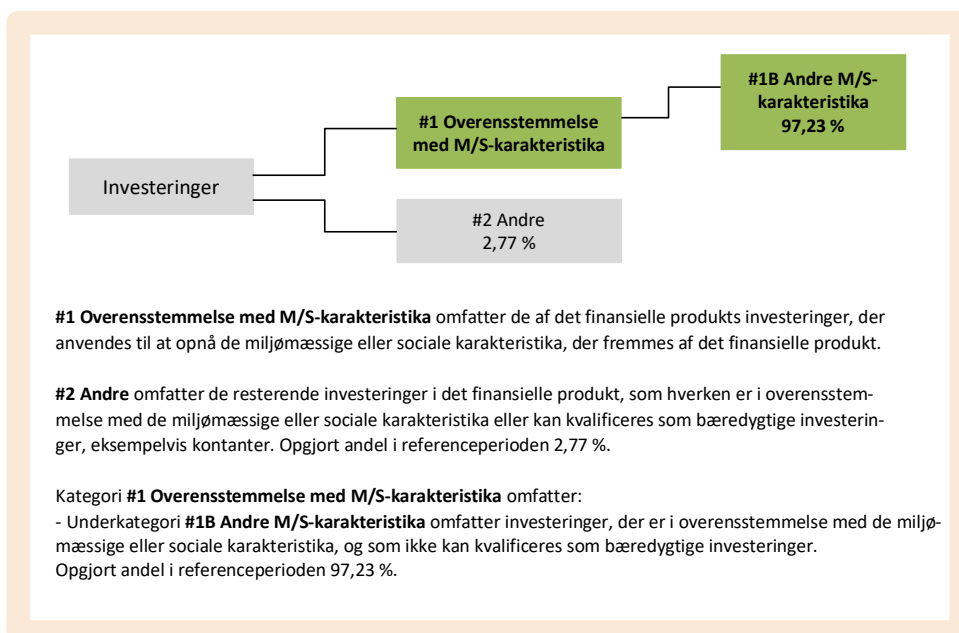 #1B Andre M/S-
karakteristika
97,23 %
#1 Overensstemmelse
med M/S-karakteristika
Investeringer
#2 Andre
2,77 %
#1 Overensstemmelse med M/S-karakteristika omfatter de af det finansielle produkts investeringer, der
anvendes til at opnå de miljømæssige eller sociale karakteristika, der fremmes af det finansielle produkt.
#2 Andre omfatter de resterende investeringer i det finansielle produkt, som hverken er i overensstem-
melse med de miljømæssige eller sociale karakteristika eller kan kvalificeres som bæredygtige investerin-
ger, eksempelvis kontanter. Opgjort andel i referenceperioden 2,77 %.
Kategori #1 Overensstemmelse med M/S-karakteristika omfatter:
- Underkategori #1B Andre M/S-karakteristika omfatter investeringer, der er i overensstemmelse med de miljø-
mæssige eller sociale karakteristika, og som ikke kan kvalificeres som bæredygtige investeringer.
Opgjort andel i referenceperioden 97,23 %.